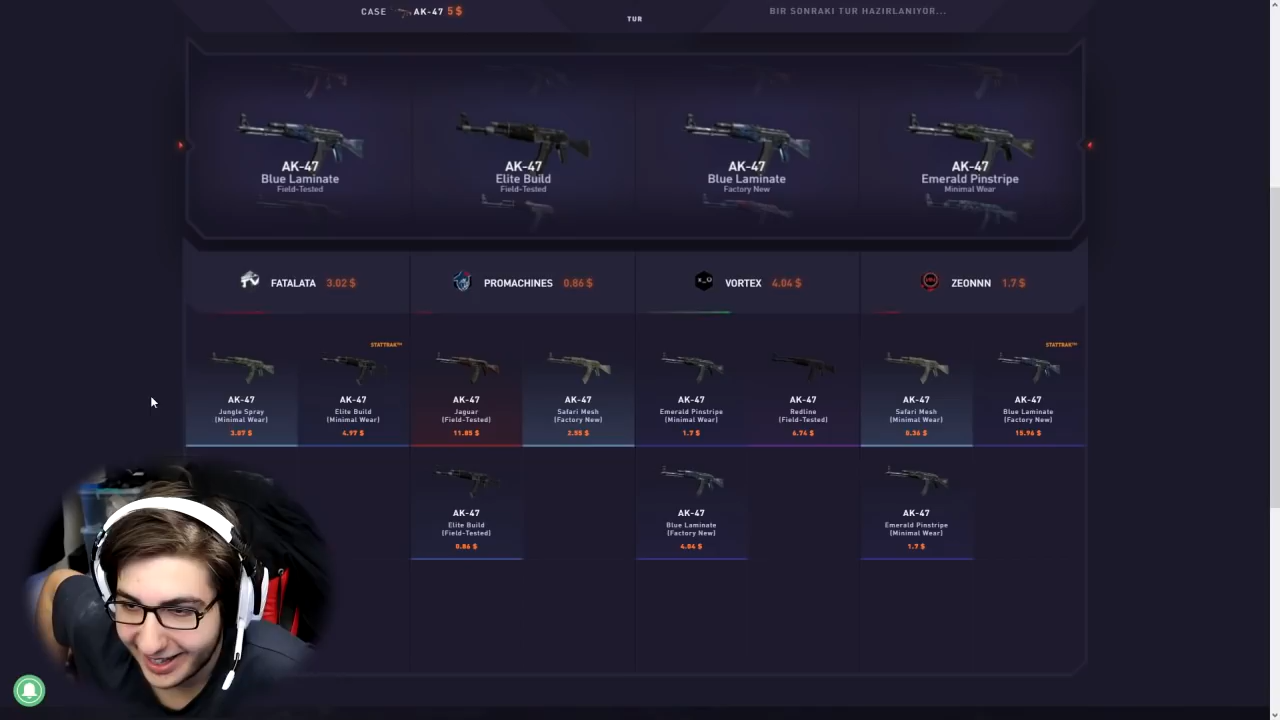 CASE AK-47 5 $
TUR
BIR SONRAKI TUR HAZIRLANIYOR...
AK-47
Blue Laminate
Field-Tested
AK-47
Elite Build
Field-Tested
AK-47
Blue Laminate
Factory New
AK-47
Emerald Pinstripe
Minimal Wear
FATALATA 3.02 $
PROMACHINES 0.86 $
VORTEX 4.04 $
ZEONNN 1.7 $
AK-47
Jungle Spray
(Minimal Wear)
3.07 $
STATTRAK™
AK-47
Elite Build
(Minimal Wear)
4.97 $
AK-47
Jaguar
(Field-Tested)
11.85 $
AK-47
Safari Mesh
(Factory New)
2.55 $
AK-47
Emerald Pinstripe
(Minimal Wear)
1.7 $
AK-47
Redline
(Field-Tested)
6.74 $
AK-47
Safari Mesh
(Minimal Wear)
0.36 $
STATTRAK™
AK-47
Blue Laminate
(Factory New)
15.96 $
AK-47
Elite Build
(Field-Tested)
0.86 $
AK-47
Blue Laminate
(Factory New)
4.04 $
AK-47
Emerald Pinstripe
(Minimal Wear)
1.7 $